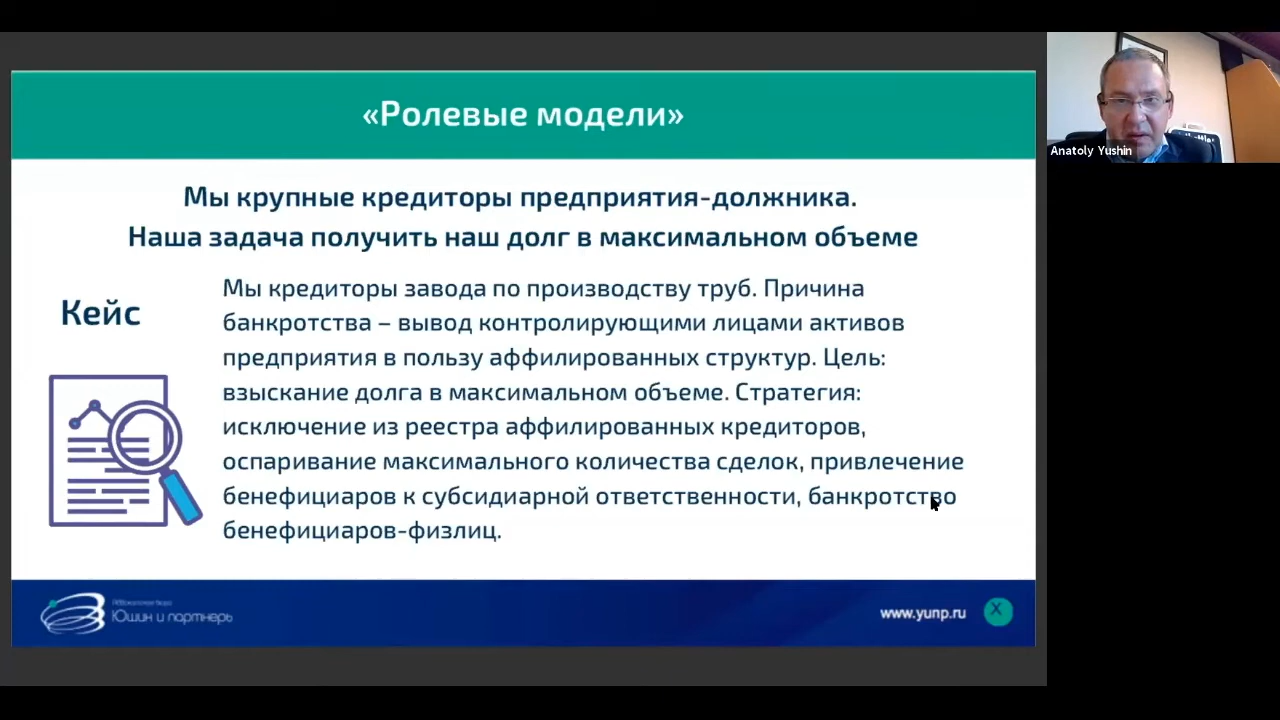 «Ролевые модели»
Мы крупные кредиторы предприятия-должника.
Наша задача получить наш долг в максимальном объеме
Кейс
Мы кредиторы завода по производству труб. Причина
банкротства – вывод контролирующими лицами активов
предприятия в пользу аффилированных структур. Цель:
взыскание долга в максимальном объеме. Стратегия:
исключение из реестра аффилированных кредиторов,
оспаривание максимального количества сделок, привлечение
бенефициаров к субсидиарной ответственности, банкротство
бенефициаров-физлиц.
Юшин и партнеры
www.yunp.ru
X
Anatoly Yushin